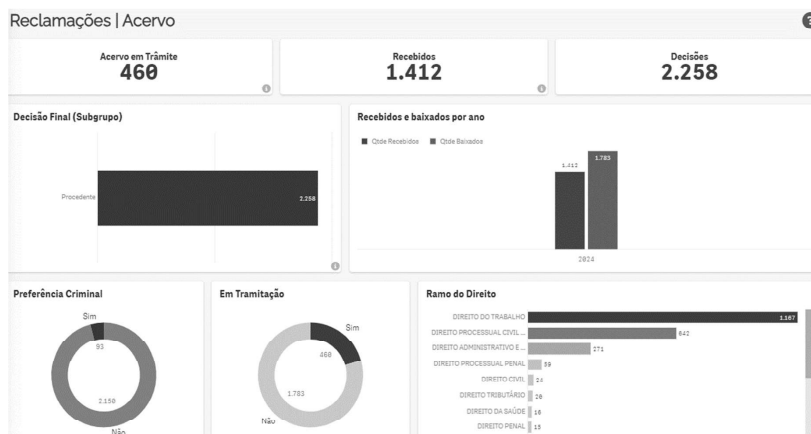 Reclamações | Acervo
?
Acervo em Trâmite
460
Recebidos
1.412
Decisões
2.258
Decisão Final (Subgrupo)
Procedente
2.258
Recebidos e baixados por ano
Qtde Recebidos
Qtde Baixados
1.412
1.783
2024
Preferência Criminal
Sim
93
2.150
Não
Em Tramitação
Sim
460
1.783
Não
Ramo do Direito
DIREITO DO TRABALHO 1.167
DIREITO PROCESSUAL CIVIL ... 642
DIREITO ADMINISTRATIVO E ... 271
DIREITO PROCESSUAL PENAL 59
DIREITO CIVIL 24
DIREITO TRIBUTÁRIO 20
DIREITO DA SAÚDE 16
DIREITO PENAL 15